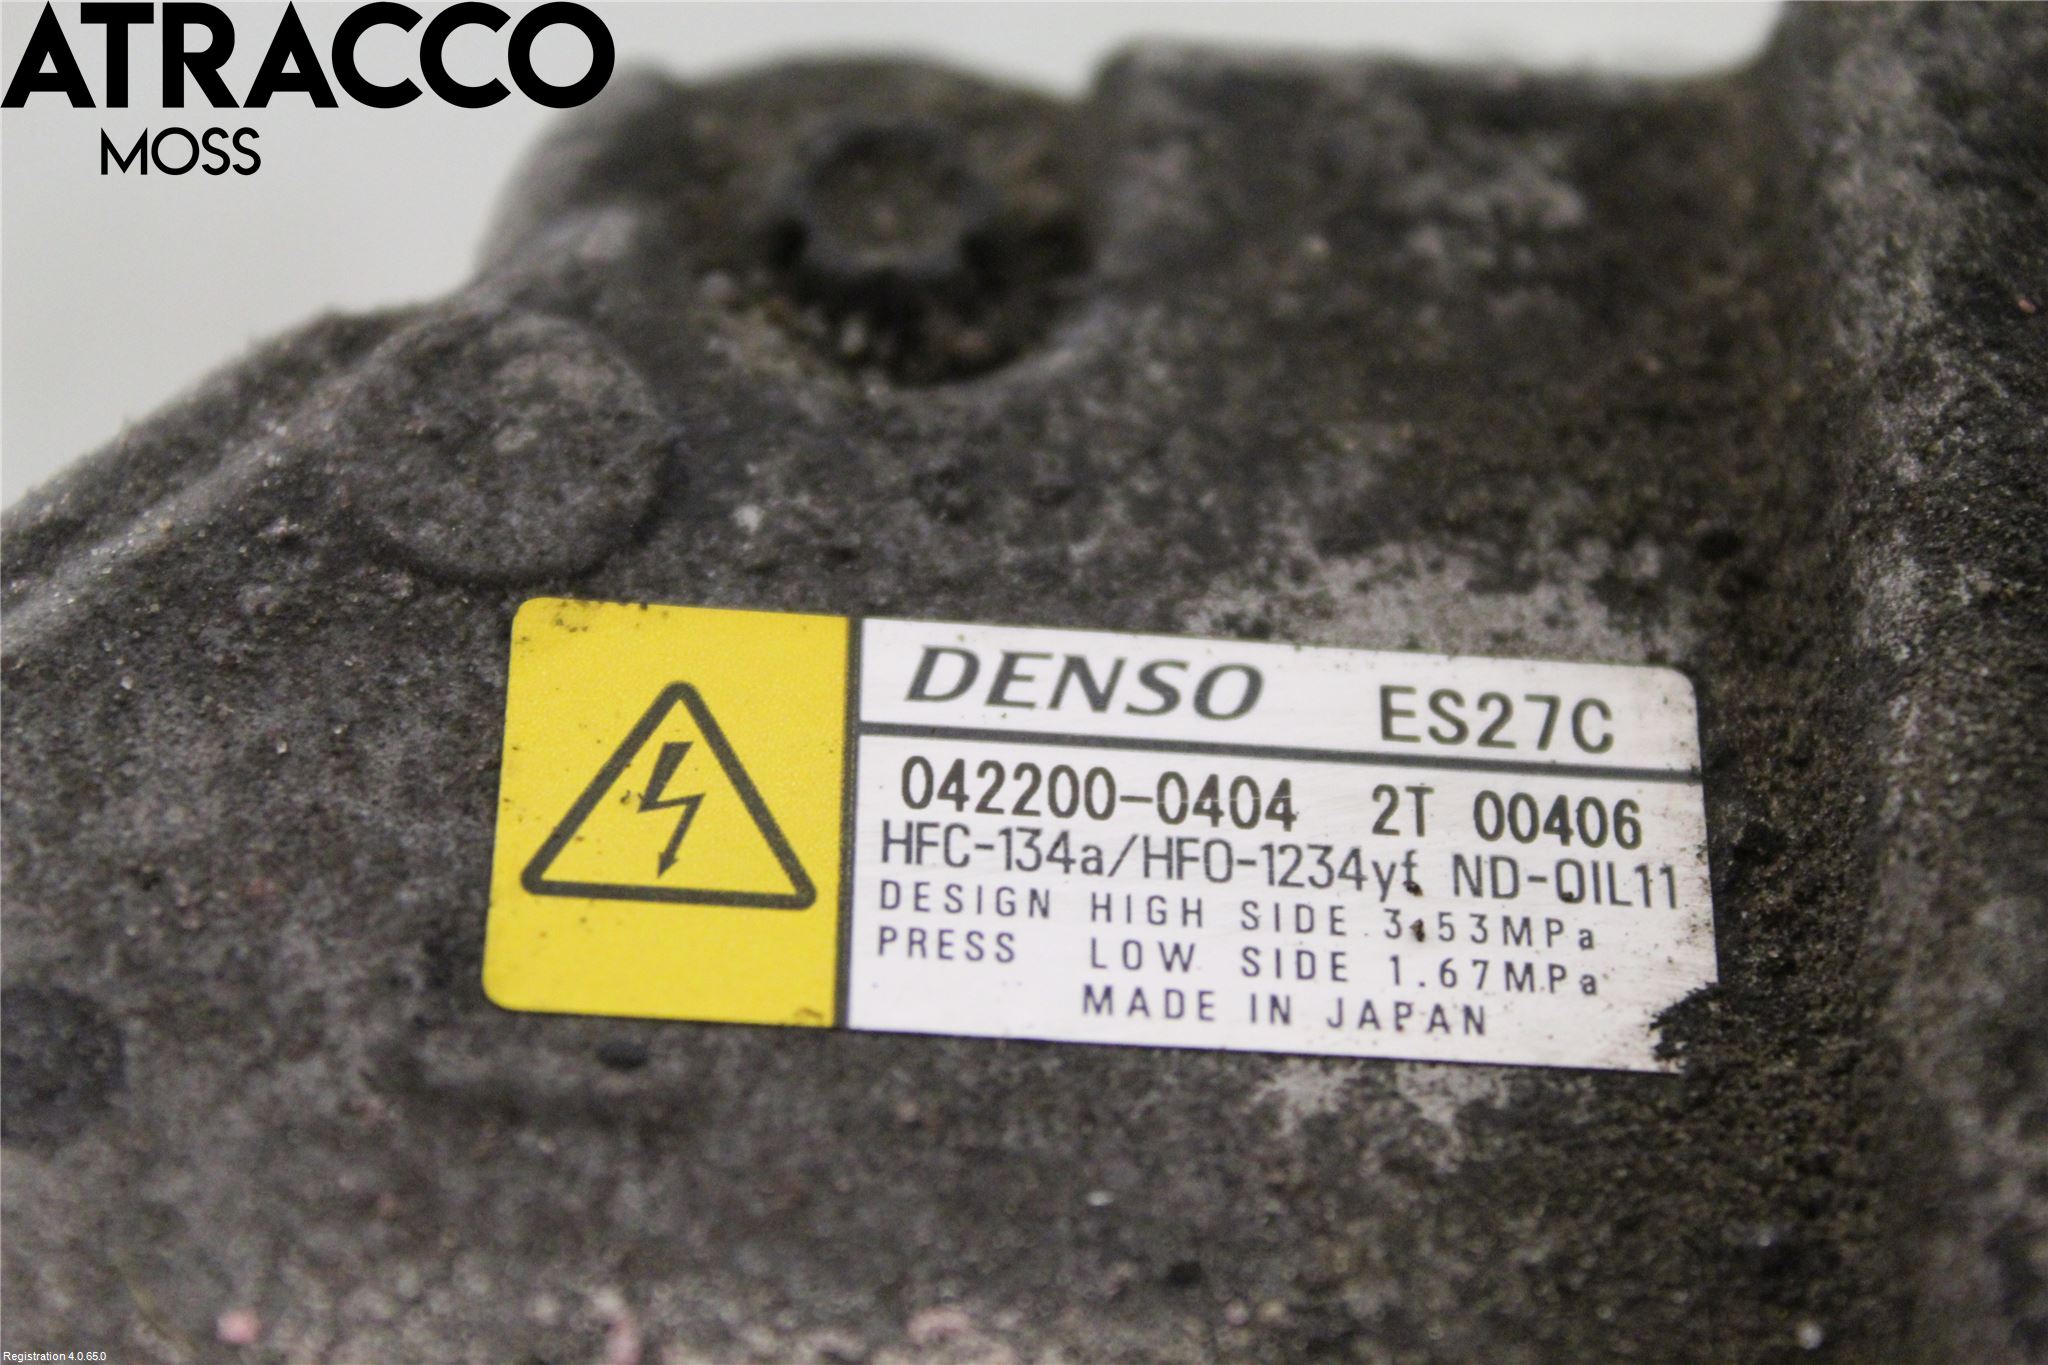 ATRACCO
MOSS
DENSO ES27C
042200-0404 2T 00406
HFC-134a/HFO-1234yf ND-OIL11
DESIGN HIGH SIDE 3.53MPa
PRESS LOW SIDE 1.67MPa
MADE IN JAPAN
Registration 4.0.65.0